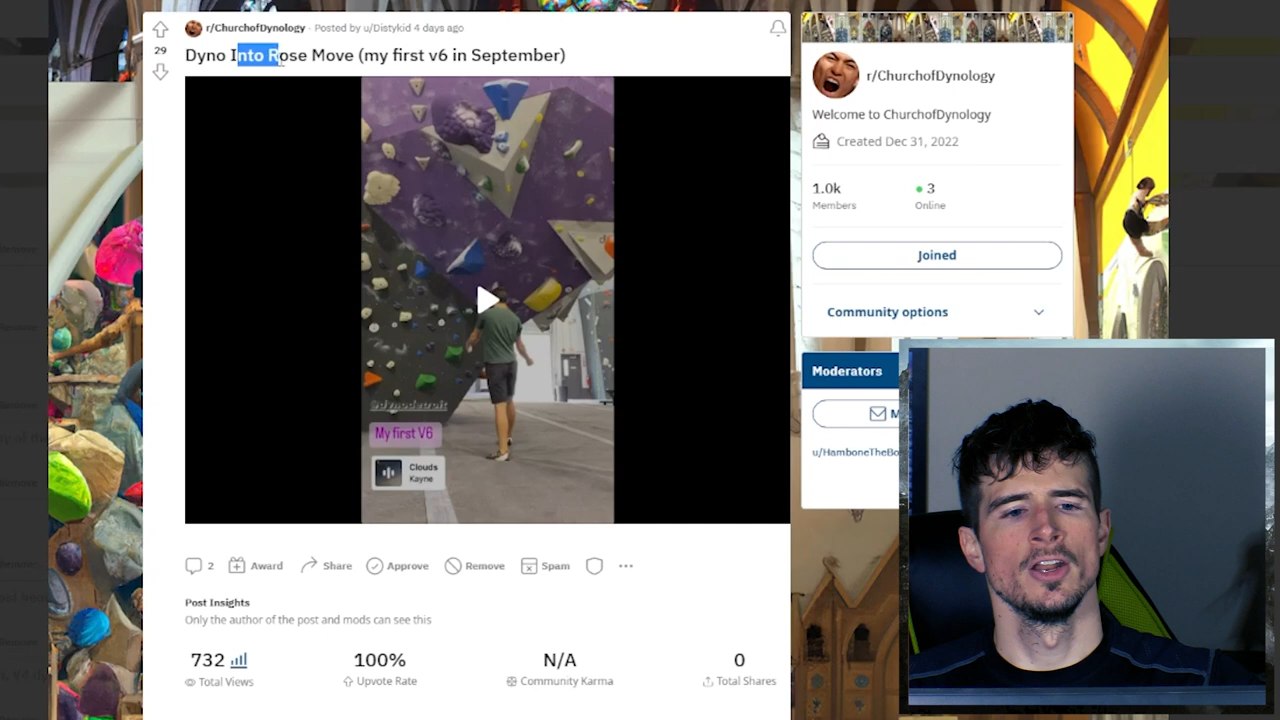 r/ChurchofDynology · Posted by u/Distykid 4 days ago
29
Dyno Into Rose Move (my first v6 in September)
@dynodetroit
My first V6
Clouds
Kayne
2 Award Share Approve Remove Spam
Post Insights
Only the author of the post and mods can see this
732 100% N/A 0
Total Views Upvote Rate Community Karma Total Shares
r/ChurchofDynology
Welcome to ChurchofDynology
Created Dec 31, 2022
1.0k 3
Members Online
Joined
Community options
Moderators
M
u/HamboneTheBo